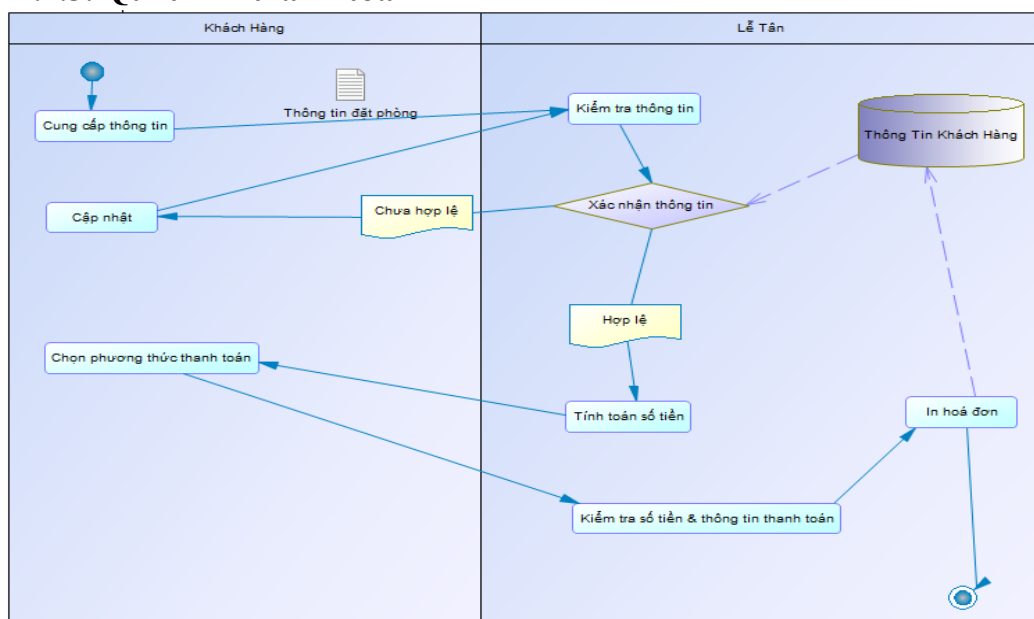 Khách Hàng
Lễ Tân
Thông tin đặt phòng
Kiểm tra thông tin
Cung cấp thông tin
Thông Tin Khách Hàng
Cập nhật
Chưa hợp lệ
Xác nhận thông tin
Hợp lệ
Chọn phương thức thanh toán
Tính toán số tiền
In hoá đơn
Kiểm tra số tiền & thông tin thanh toán